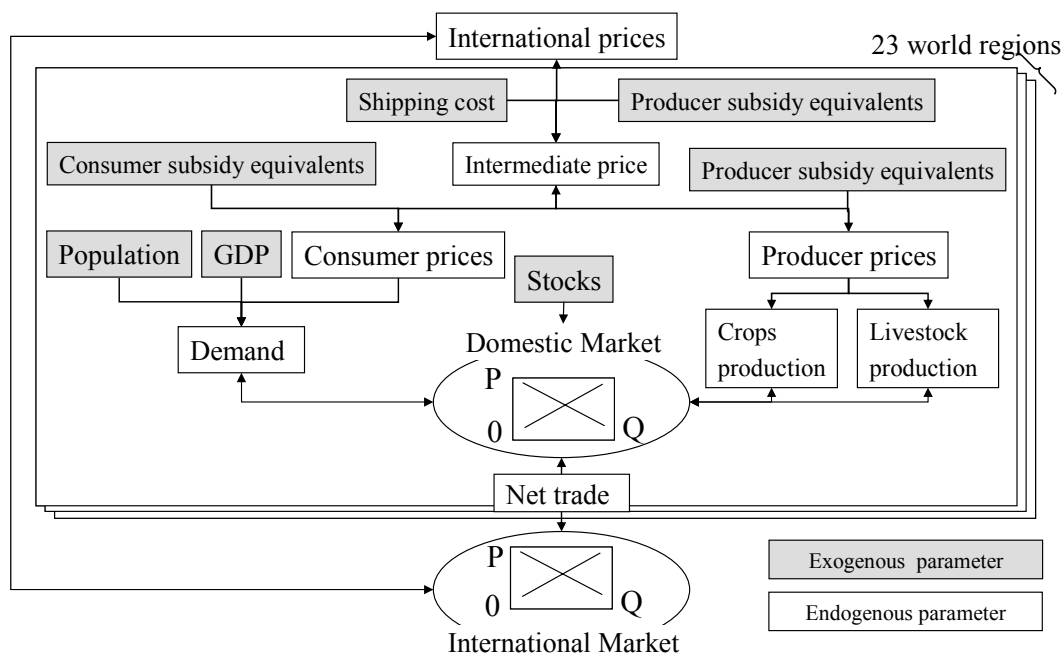 International prices
23 world regions
Shipping cost
Producer subsidy equivalents
Consumer subsidy equivalents
Intermediate price
Producer subsidy equivalents
Population
GDP
Consumer prices
Producer prices
Stocks
Demand
Domestic Market
Crops
production
Livestock
production
P
0
Q
Net trade
P
0
Q
International Market
Exogenous parameter
Endogenous parameter